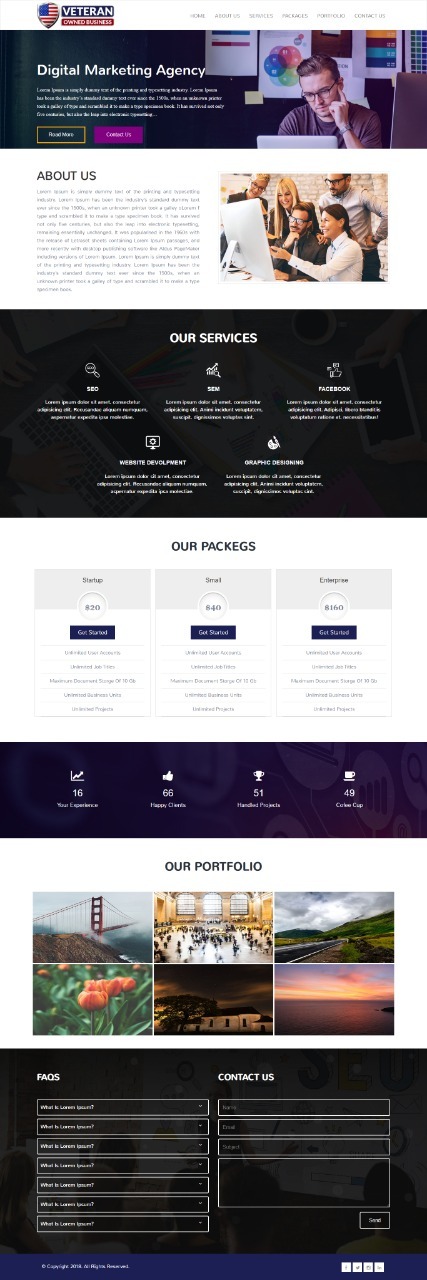 VETERAN
OWNED BUSINESS
HOME ABOUT US SERVICES PACKAGES PORTFOLIO CONTACT US
Digital Marketing Agency
Lorem Ipsum is simply dummy text of the printing and typesetting industry. Lorem Ipsum
has been the industry's standard dummy text ever since the 1500s, when an unknown printer
took a galley of type and scrambled it to make a type specimen book. It has survived not only
five centuries, but also the leap into electronic typesetting...
Read More
Contact Us
ABOUT US
Lorem Ipsum is simply dummy text of the printing and typesetting
industry. Lorem Ipsum has been the industry's standard dummy text
ever since the 1500s, when an unknown printer took a galley
of type and scrambled it to make a type specimen book. It has survived
not only five centuries, but also the leap into electronic typesetting,
remaining essentially unchanged. It was popularised in the 1960s with
the release of Letraset sheets containing Lorem Ipsum passages, and
more recently with desktop publishing software like Aldus PageMaker
including versions of Lorem Ipsum. Lorem Ipsum is simply dummy text
of the printing and typesetting industry. Lorem Ipsum has been the
industry's standard dummy text ever since the 1500s, when an
unknown printer took a galley of type and scrambled it to make a type
specimen book.
OUR SERVICES
SEO
Lorem ipsum dolor sit amet, consectetur
adipisicing elit. Recusandae aliquam numquam,
aspernatur expedita ipsa molestiae.
SEM
Lorem ipsum dolor sit amet, consectetur
adipisicing elit. Animi incidunt voluptatem,
suscipit, dignissimos voluptas sint.
FACEBOOK
Lorem ipsum dolor sit amet, consectetur
adipisicing elit. Adipisci, libero blanditiis
voluptatum ratione et, necessitatibus!
WEBSITE DEVOLPMENT
Lorem ipsum dolor sit amet, consectetur
adipisicing elit. Recusandae aliquam numquam,
aspernatur expedita ipsa molestiae.
GRAPHIC DESIGNING
Lorem ipsum dolor sit amet, consectetur
adipisicing elit. Animi incidunt voluptatem,
suscipit, dignissimos voluptas sint.
OUR PACKEGS
Startup
$20
Get Started
Unlimited User Accounts
Unlimited Job Titles
Maximum Document Storge Of 10 Gb
Unlimited Business Units
Unlimited Projects
Small
$40
Get Started
Unlimited User Accounts
Unlimited Job Titles
Maximum Document Storge Of 10 Gb
Unlimited Business Units
Unlimited Projects
Enterprise
$160
Get Started
Unlimited User Accounts
Unlimited Job Titles
Maximum Document Storge Of 10 Gb
Unlimited Business Units
Unlimited Projects
16
Your Experience
66
Happy Clients
51
Handled Projects
49
Cofee Cup
OUR PORTFOLIO
FAQS
What Is Lorem Ipsum?
What Is Lorem Ipsum?
What Is Lorem Ipsum?
What Is Lorem Ipsum?
What Is Lorem Ipsum?
What Is Lorem Ipsum?
What Is Lorem Ipsum?
CONTACT US
Name
Email
Subject
Send
© Copyright 2018. All Rights Reserved.